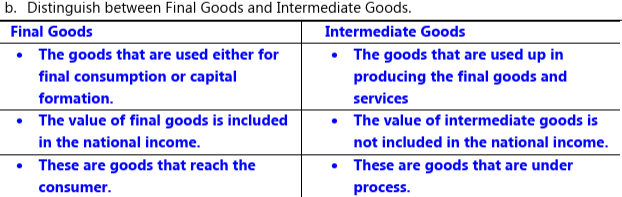 b. Distinguish between Final Goods and Intermediate Goods.
Final Goods
• The goods that are used either for
final consumption or capital
formation.
• The value of final goods is included
in the national income.
• These are goods that reach the
consumer.
Intermediate Goods
• The goods that are used up in
producing the final goods and
services
• The value of intermediate goods is
not included in the national income.
• These are goods that are under
process.